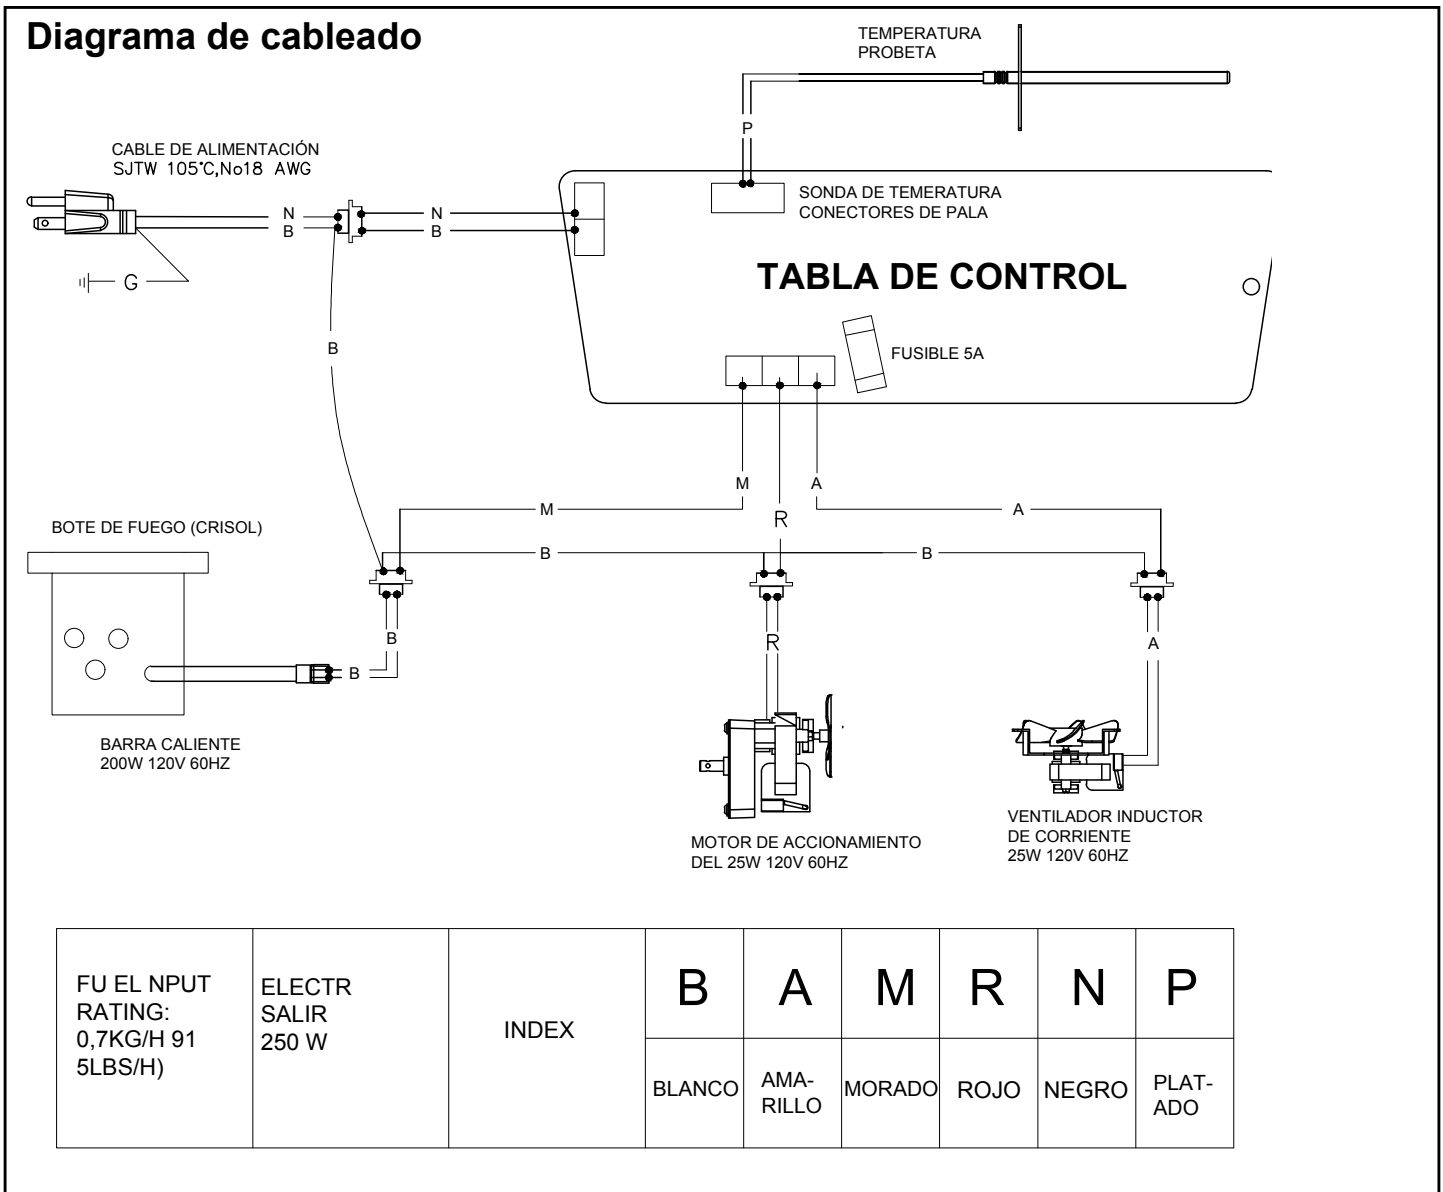 Diagrama de cableado
TEMPERATURA
PROBETA
P
CABLE DE ALIMENTACIÓN
SJTW 105°C,No18 AWG
N
B
N
B
G
SONDA DE TEMERATURA
CONECTORES DE PALA
TABLA DE CONTROL
FUSIBLE 5A
B
M
A
M
R
A
B
B
BOTE DE FUEGO (CRISOL)
B
B
R
A
BARRA CALIENTE
200W 120V 60HZ
MOTOR DE ACCIONAMIENTO
DEL 25W 120V 60HZ
VENTILADOR INDUCTOR
DE CORRIENTE
25W 120V 60HZ
FU EL NPUT
RATING:
0,7KG/H 91
5LBS/H)
ELECTR
SALIR
250 W
INDEX
B
A
M
R
N
P
BLANCO
AMA-
RILLO
MORADO
ROJO
NEGRO
PLAT-
ADO